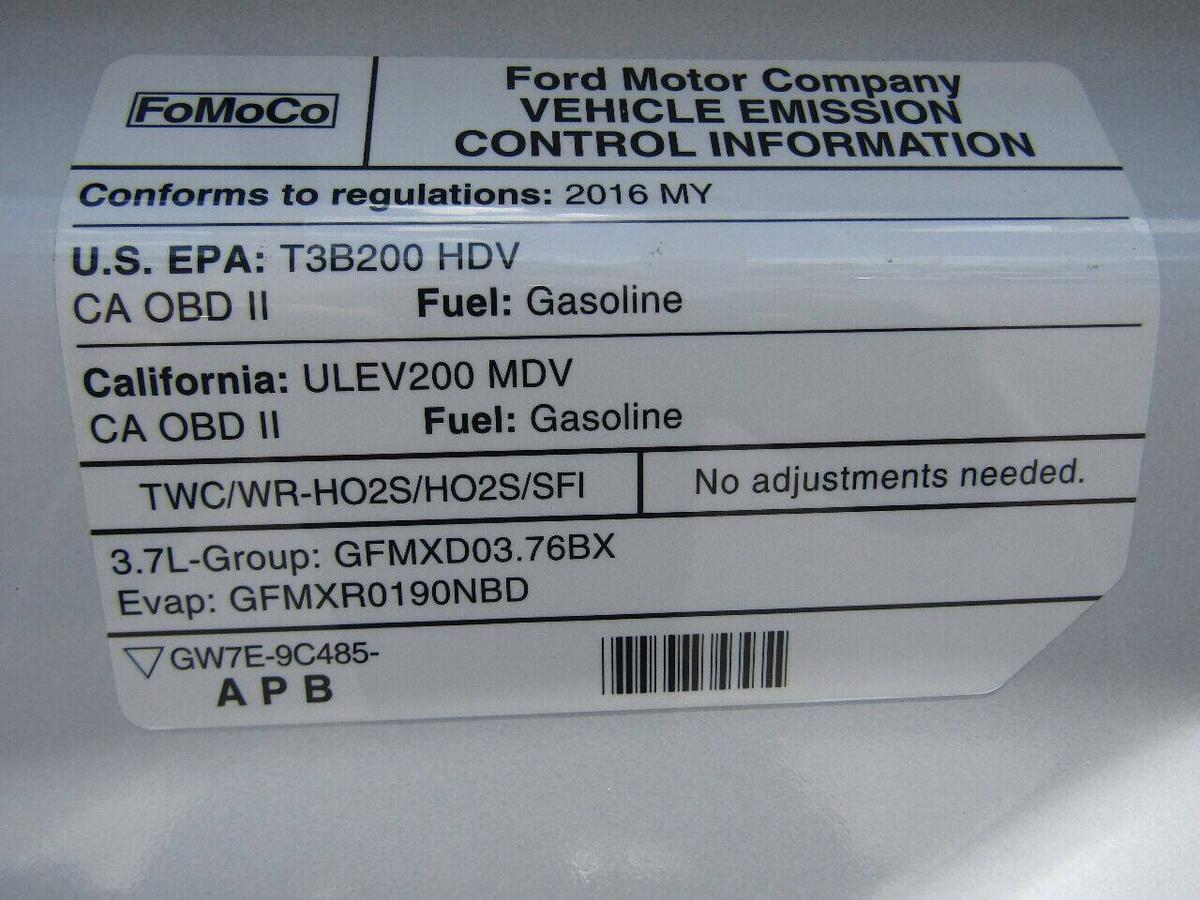 FoMoCo
Ford Motor Company
VEHICLE EMISSION
CONTROL INFORMATION
Conforms to regulations: 2016 MY
U.S. EPA: T3B200 HDV
CA OBD II Fuel: Gasoline
California: ULEV200 MDV
CA OBD II Fuel: Gasoline
TWC/WR-HO2S/HO2S/SFI
No adjustments needed.
3.7L-Group: GFMXD03.76BX
Evap: GFMXR0190NBD
GW7E-9C485-
A P B